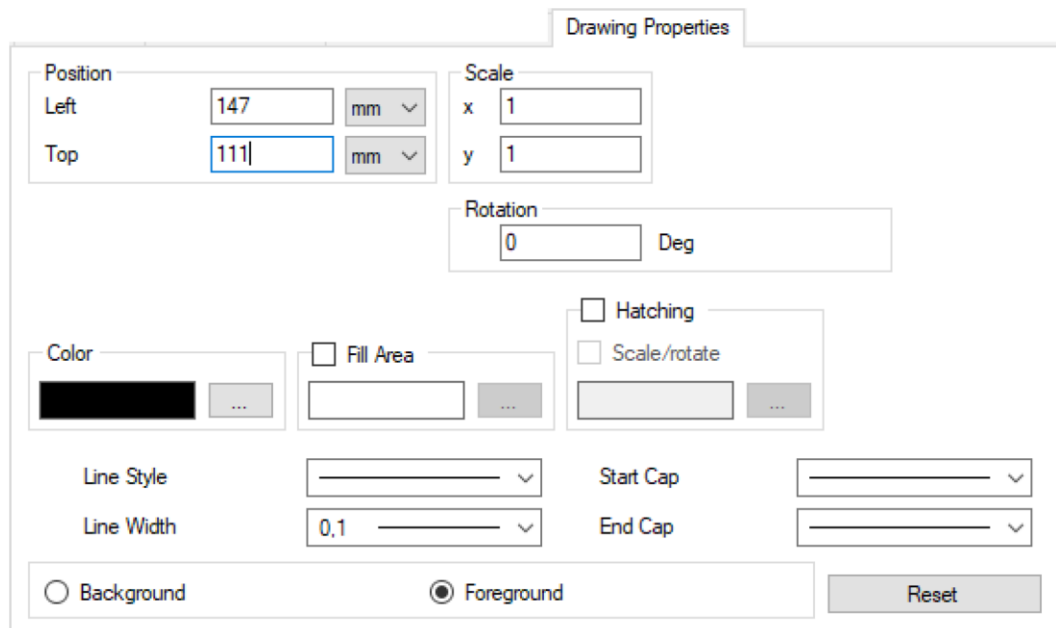 Drawing Properties
Position
Left 147 mm
Top 111 mm
Scale
x 1
y 1
Rotation
0 Deg
Color
...
Fill Area
...
Hatching
Scale/rotate
...
Line Style
Line Width 0,1
Start Cap
End Cap
Background
Foreground
Reset